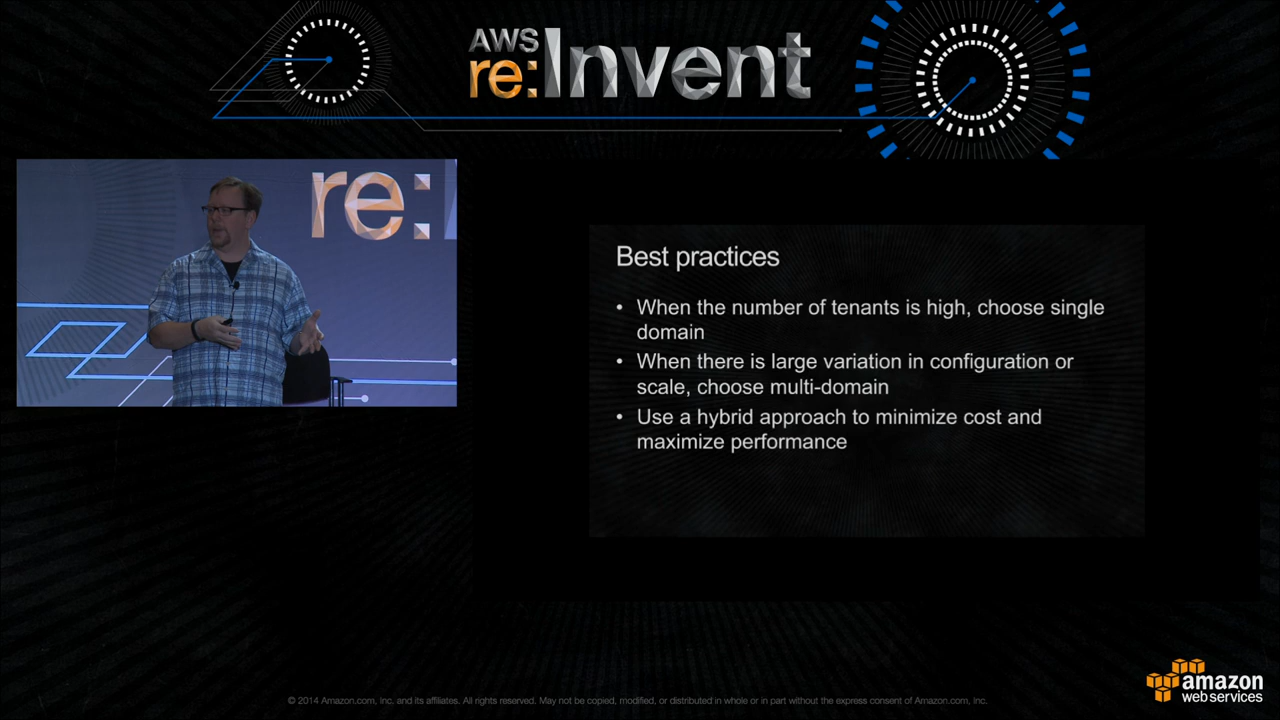 AWS
re:Invent
re:
Best practices
• When the number of tenants is high, choose single
domain
• When there is large variation in configuration or
scale, choose multi-domain
• Use a hybrid approach to minimize cost and
maximize performance
© 2014 Amazon.com, Inc. and its affiliates. All rights reserved. May not be copied, modified, or distributed in whole or in part without the express consent of Amazon.com, Inc.
amazon
web services